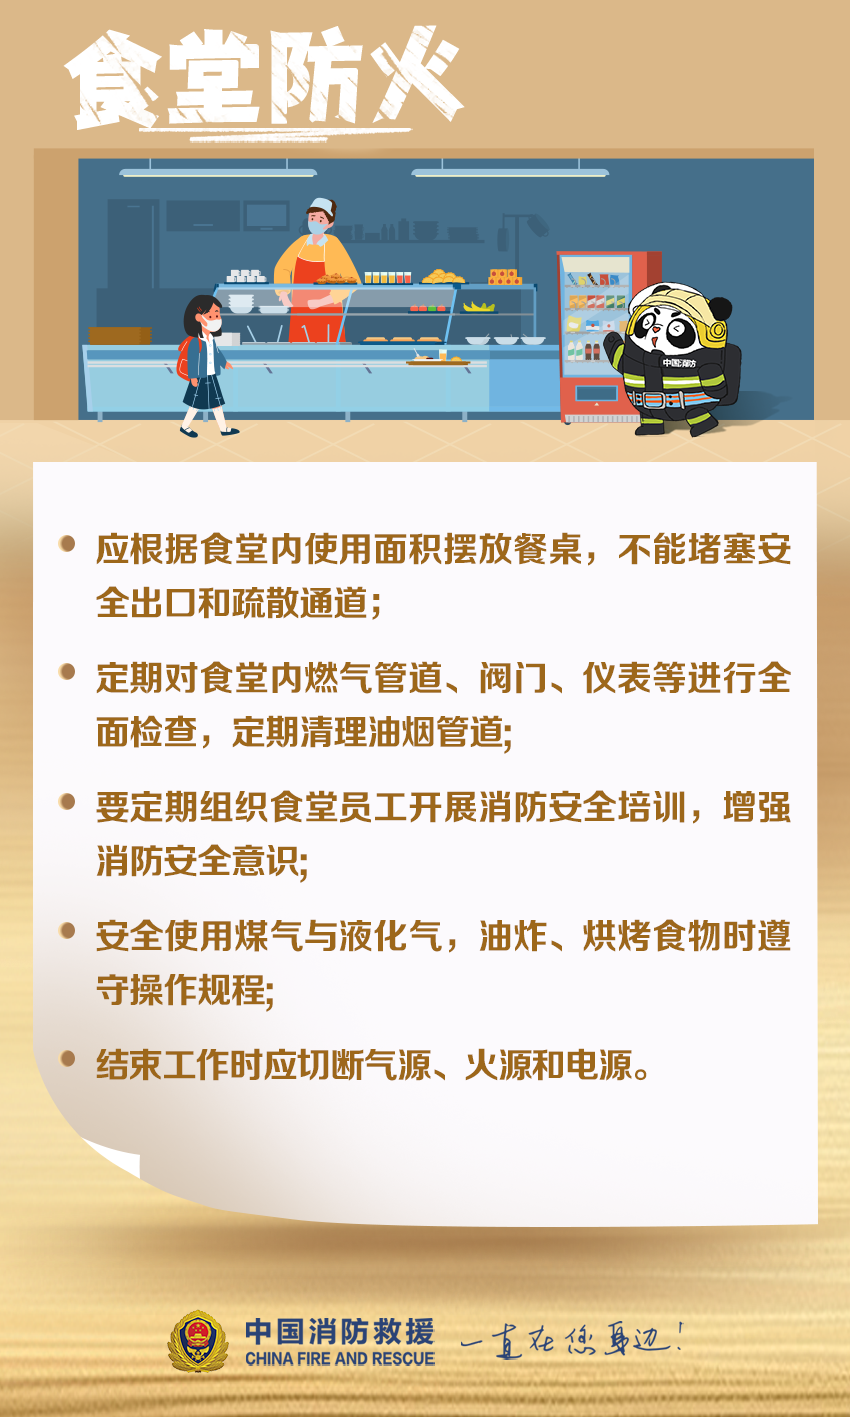 食堂防火
中国消防
应根据食堂内使用面积摆放餐桌，不能堵塞安
全出口和疏散通道；
定期对食堂内燃气管道、阀门、仪表等进行全
面检查，定期清理油烟管道;
要定期组织食堂员工开展消防安全培训，增强
消防安全意识;
安全使用煤气与液化气，油炸、烘烤食物时遵
守操作规程;
结束工作时应切断气源、火源和电源。
中国消防救援
CHINA FIRE AND RESCUE
一直在您身边！